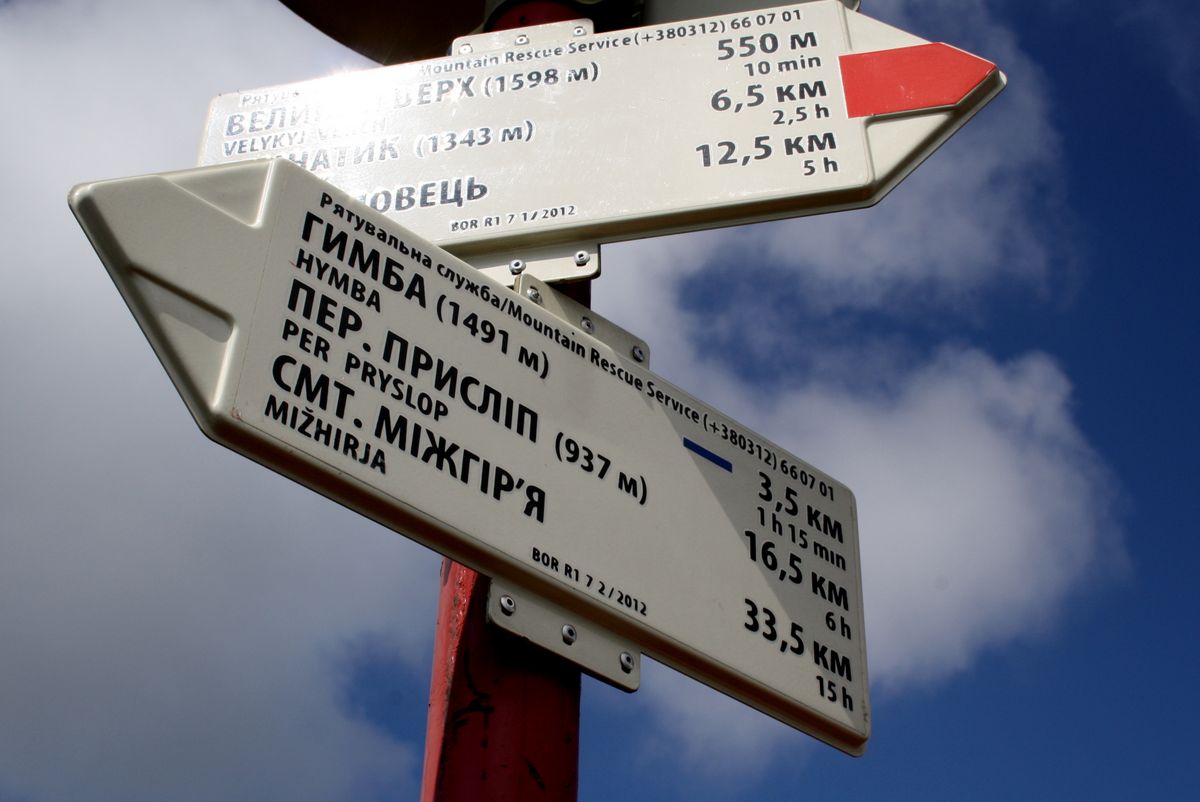 Mountain Rescue Service (+380312) 66 07 01
ВЕРХ (1598 м) 550 м
VELYKYJ 10 min
(1343 м) 6,5 км
2,5 h
12,5 км
5 h
BOR R1 7 1/2012
Рятувальна служба/Mountain Rescue Service (+380312) 66 07 01
ГИМБА (1491 м) 3,5 км
HYMBA 1 h 15 min
ПЕР. ПРИСЛІП (937 м) 16,5 км
PER PRYSLOP 6 h
СМТ. МІЖГІР'Я 33,5 км
MIŽHIRJA 15 h
BOR R1 7 2/2012